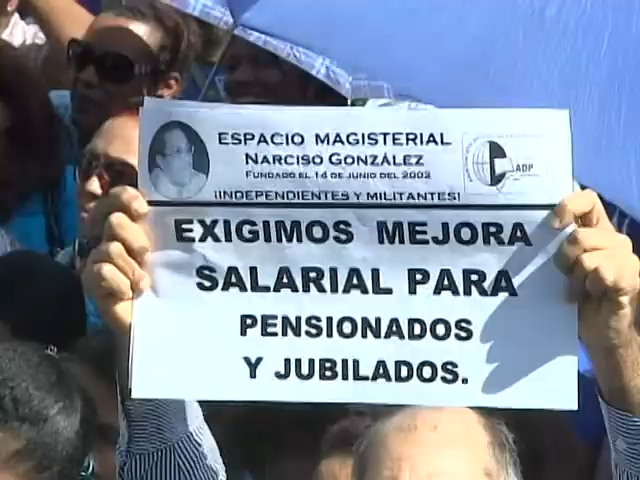 ESPACIO MAGISTERIAL
NARCISO GONZÁLEZ
FUNDADO EL 14 DE JUNIO DEL 2002
¡INDEPENDIENTES Y MILITANTES!
ADP
EXIGIMOS MEJORA
SALARIAL PARA
PENSIONADOS
Y JUBILADOS.